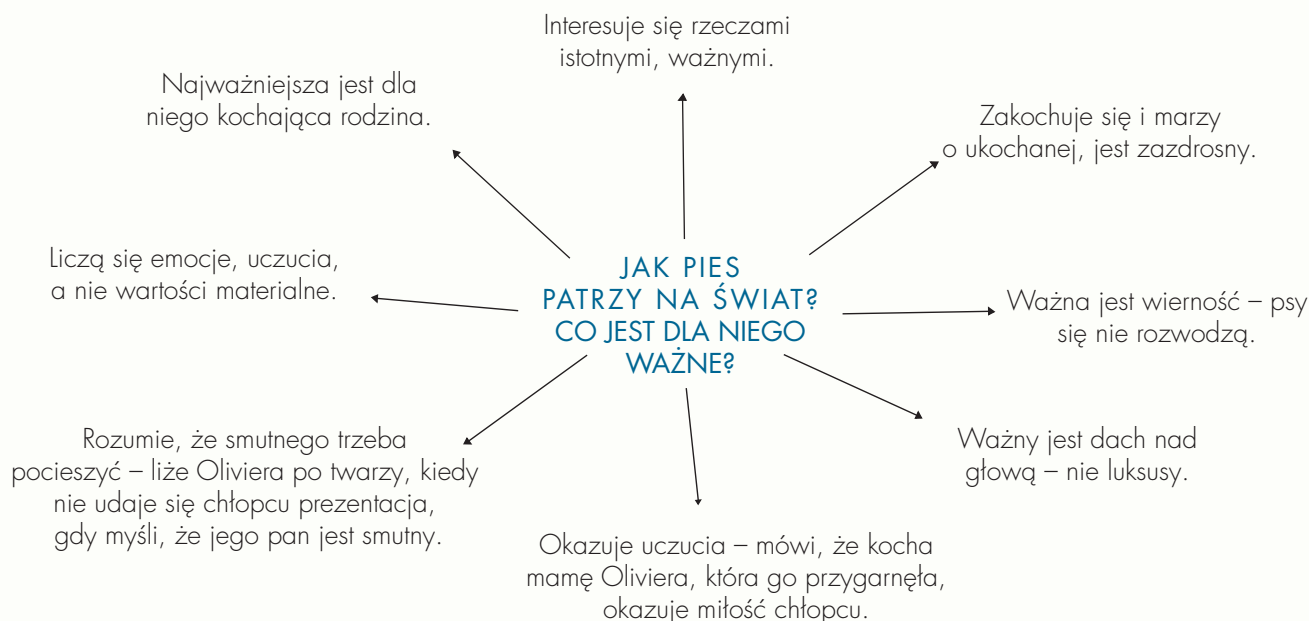 Interesuje się rzeczami
istotnymi, ważnymi.
Najważniejsza jest dla
niego kochająca rodzina.
Zakochuje się i marzy
o ukochanej, jest zazdrosny.
Liczą się emocje, uczucia,
a nie wartości materialne.
JAK PIES
PATRZY NA ŚWIAT?
CO JEST DLA NIEGO
WAŻNE?
Ważna jest wierność – psy
się nie rozwodzą.
Rozumie, że smutnego trzeba
pocieszyć – liże Oliviera po twarzy, kiedy
nie udaje się chłopcu prezentacja,
gdy myśli, że jego pan jest smutny.
Ważny jest dach nad
głową – nie luksusy.
Okazuje uczucia – mówi, że kocha
mamę Oliviera, która go przygarnęła,
okazuje miłość chłopcu.